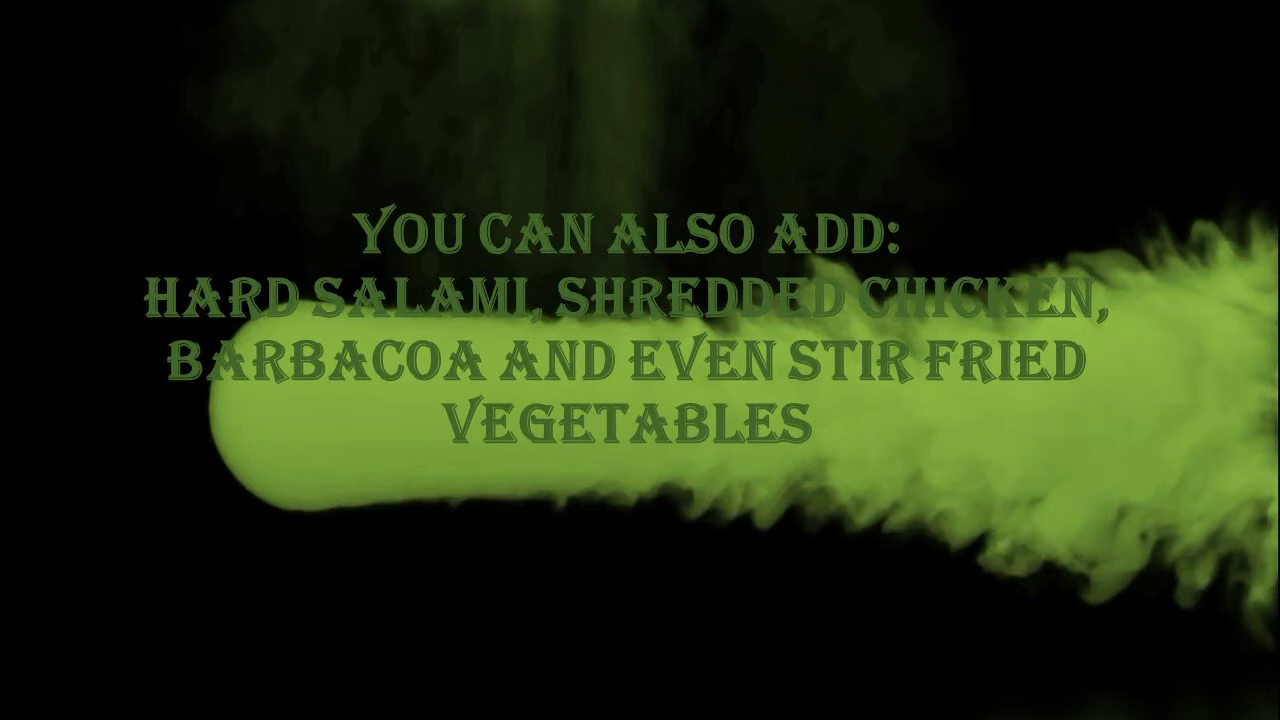 YOU CAN ALSO ADD:
HARD SALAMI, SHREDDED CHICKEN,
BARBACOA AND EVEN STIR FRIED
VEGETABLES